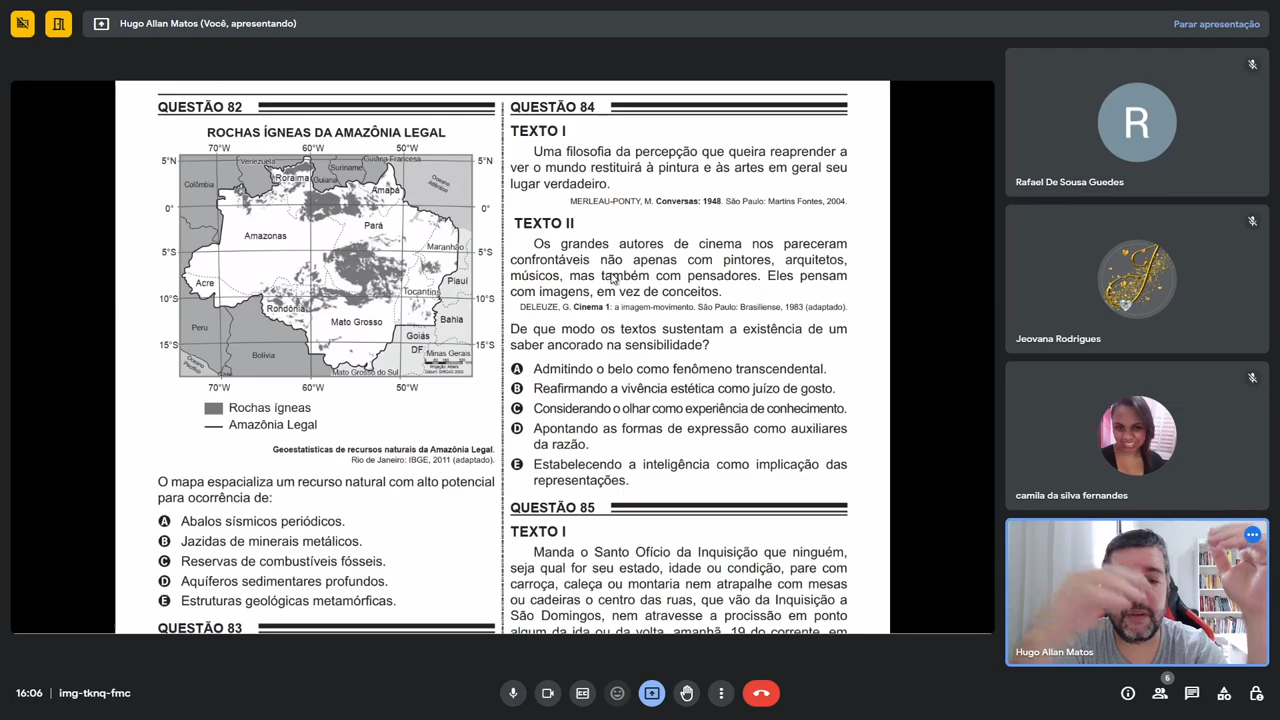 Hugo Allan Matos (Você, apresentando)
Parar apresentação
QUESTÃO 82
ROCHAS ÍGNEAS DA AMAZÔNIA LEGAL
70°W 60°W 50°W
5°N
5°N
0°
0°
5°S
5°S
10°S
10°S
15°S
15°S
Venezuela
Suriname
Guiana Francesa
Guiana
Colômbia
Roraima
Amapá
Oceano Atlântico
Amazonas
Pará
Maranhão
Acre
Piauí
Tocantins
Rondônia
Mato Grosso
Bahia
Peru
Goiás
DF
Bolívia
Minas Gerais
Oceano Pacífico
Mato Grosso do Sul
70°W 60°W 50°W
Rochas ígneas
Amazônia Legal
Geoestatísticas de recursos naturais da Amazônia Legal.
Rio de Janeiro: IBGE, 2011 (adaptado).
O mapa espacializa um recurso natural com alto potencial
para ocorrência de:
A Abalos sísmicos periódicos.
B Jazidas de minerais metálicos.
C Reservas de combustíveis fósseis.
D Aquíferos sedimentares profundos.
E Estruturas geológicas metamórficas.
QUESTÃO 83
QUESTÃO 84
TEXTO I
Uma filosofia da percepção que queira reaprender a
ver o mundo restituirá à pintura e às artes em geral seu
lugar verdadeiro.
MERLEAU-PONTY, M. Conversas: 1948. São Paulo: Martins Fontes, 2004.
TEXTO II
Os grandes autores de cinema nos pareceram
confrontáveis não apenas com pintores, arquitetos,
músicos, mas também com pensadores. Eles pensam
com imagens, em vez de conceitos.
DELEUZE, G. Cinema 1: a imagem-movimento. São Paulo: Brasiliense, 1983 (adaptado).
De que modo os textos sustentam a existência de um
saber ancorado na sensibilidade?
A Admitindo o belo como fenômeno transcendental.
B Reafirmando a vivência estética como juízo de gosto.
C Considerando o olhar como experiência de conhecimento.
D Apontando as formas de expressão como auxiliares
da razão.
E Estabelecendo a inteligência como implicação das
representações.
QUESTÃO 85
TEXTO I
Manda o Santo Ofício da Inquisição que ninguém,
seja qual for seu estado, idade ou condição, pare com
carroça, caleça ou montaria nem atrapalhe com mesas
ou cadeiras o centro das ruas, que vão da Inquisição a
São Domingos, nem atravesse a procissão em ponto
algum da ida ou da volta, amanhã, 19 do corrente, em
R
Rafael De Sousa Guedes
Jeovana Rodrigues
camila da silva fernandes
Hugo Allan Matos
16:06 | img-tknq-fmc
6